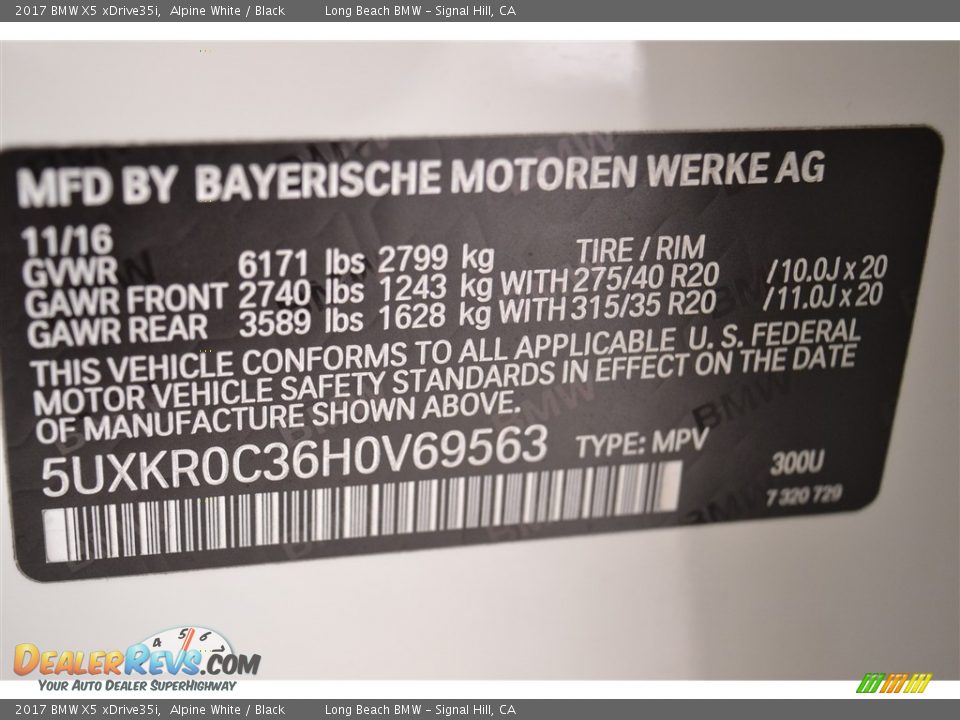 2017 BMW X5 xDrive35i, Alpine White / Black Long Beach BMW - Signal Hill, CA
MFD BY BAYERISCHE MOTOREN WERKE AG
11/16 TIRE / RIM
GVWR 6171 lbs 2799 kg
GAWR FRONT 2740 lbs 1243 kg WITH 275/40 R20 /10.0J x 20
GAWR REAR 3589 lbs 1628 kg WITH 315/35 R20 /11.0J x 20
THIS VEHICLE CONFORMS TO ALL APPLICABLE U. S. FEDERAL
MOTOR VEHICLE SAFETY STANDARDS IN EFFECT ON THE DATE
OF MANUFACTURE SHOWN ABOVE.
5UXKR0C36H0V69563 TYPE: MPV
300U
7 320 729
4 5 6 7
DEALERREVS.COM
YOUR AUTO DEALER SUPERHIGHWAY
2017 BMW X5 xDrive35i, Alpine White / Black Long Beach BMW - Signal Hill, CA